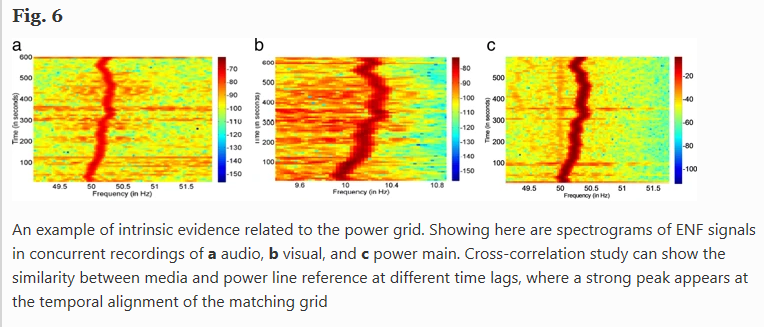 Fig. 6
a b c
600 500 400 300 200 100
Time (in seconds)
49.5 50 50.5 51 51.5
Frequency (in Hz)
-70 -80 -90 -100 -110 -120 -130 -140 -150
600 500 400 300 200 100
Time (in seconds)
9.6 10 10.4 10.8
Frequency (in Hz)
-80 -90 -100 -110 -120 -130 -140 -150
500 400 300 200 100
Time (in seconds)
49.5 50 50.5 51 51.5
Frequency (in Hz)
-20 -40 -60 -80 -100
An example of intrinsic evidence related to the power grid. Showing here are spectrograms of ENF signals
in concurrent recordings of a audio, b visual, and c power main. Cross-correlation study can show the
similarity between media and power line reference at different time lags, where a strong peak appears at
the temporal alignment of the matching grid